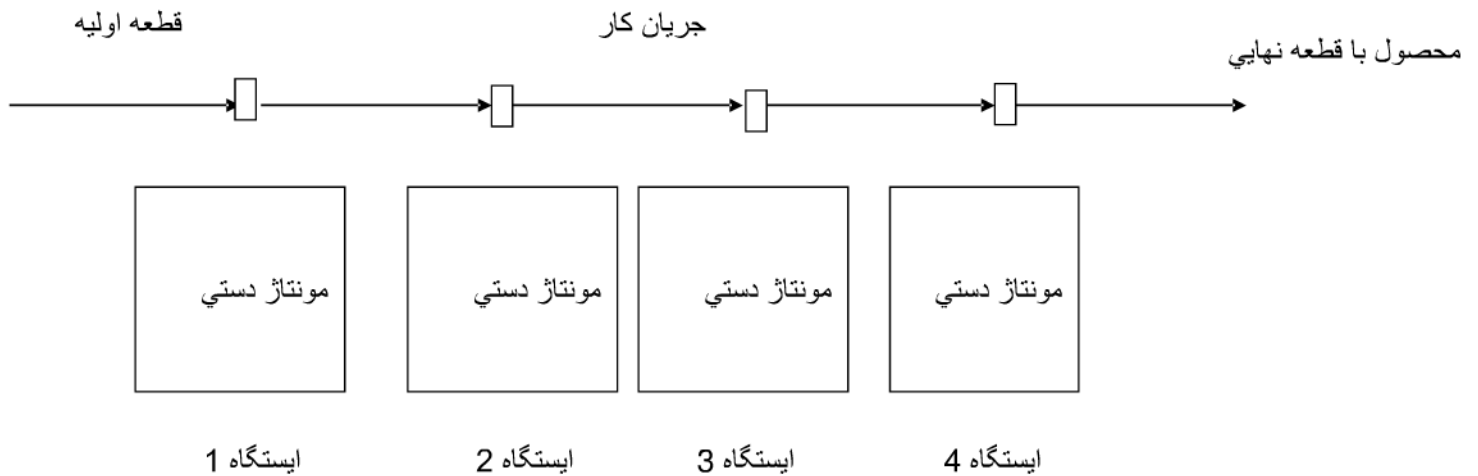 قطعه اوليه
جريان كار
محصول با قطعه نهايي
مونتاژ دستي
مونتاژ دستي
مونتاژ دستي
مونتاژ دستي
ايستگاه 1
ايستگاه 2
ايستگاه 3
ايستگاه 4